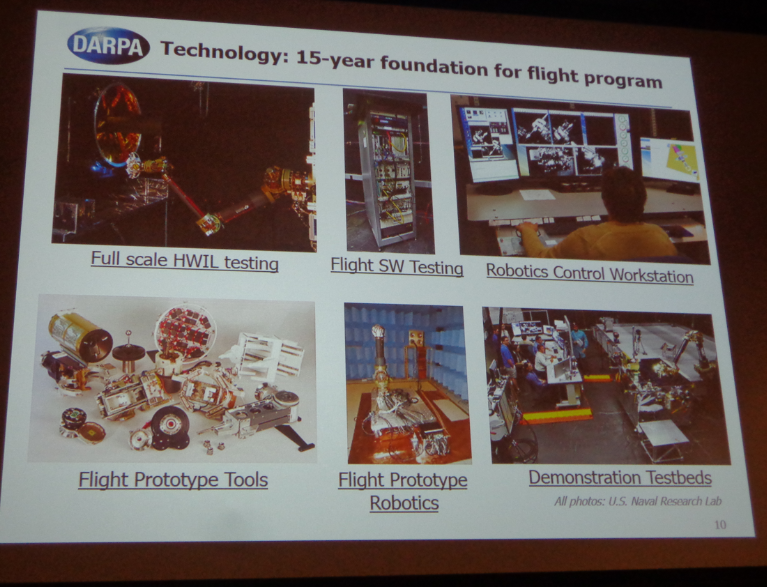 DARPA
Technology: 15-year foundation for flight program
Full scale HWIL testing
Flight SW Testing
Robotics Control Workstation
Flight Prototype Tools
Flight Prototype
Robotics
Demonstration Testbeds
All photos: U.S. Naval Research Lab
10